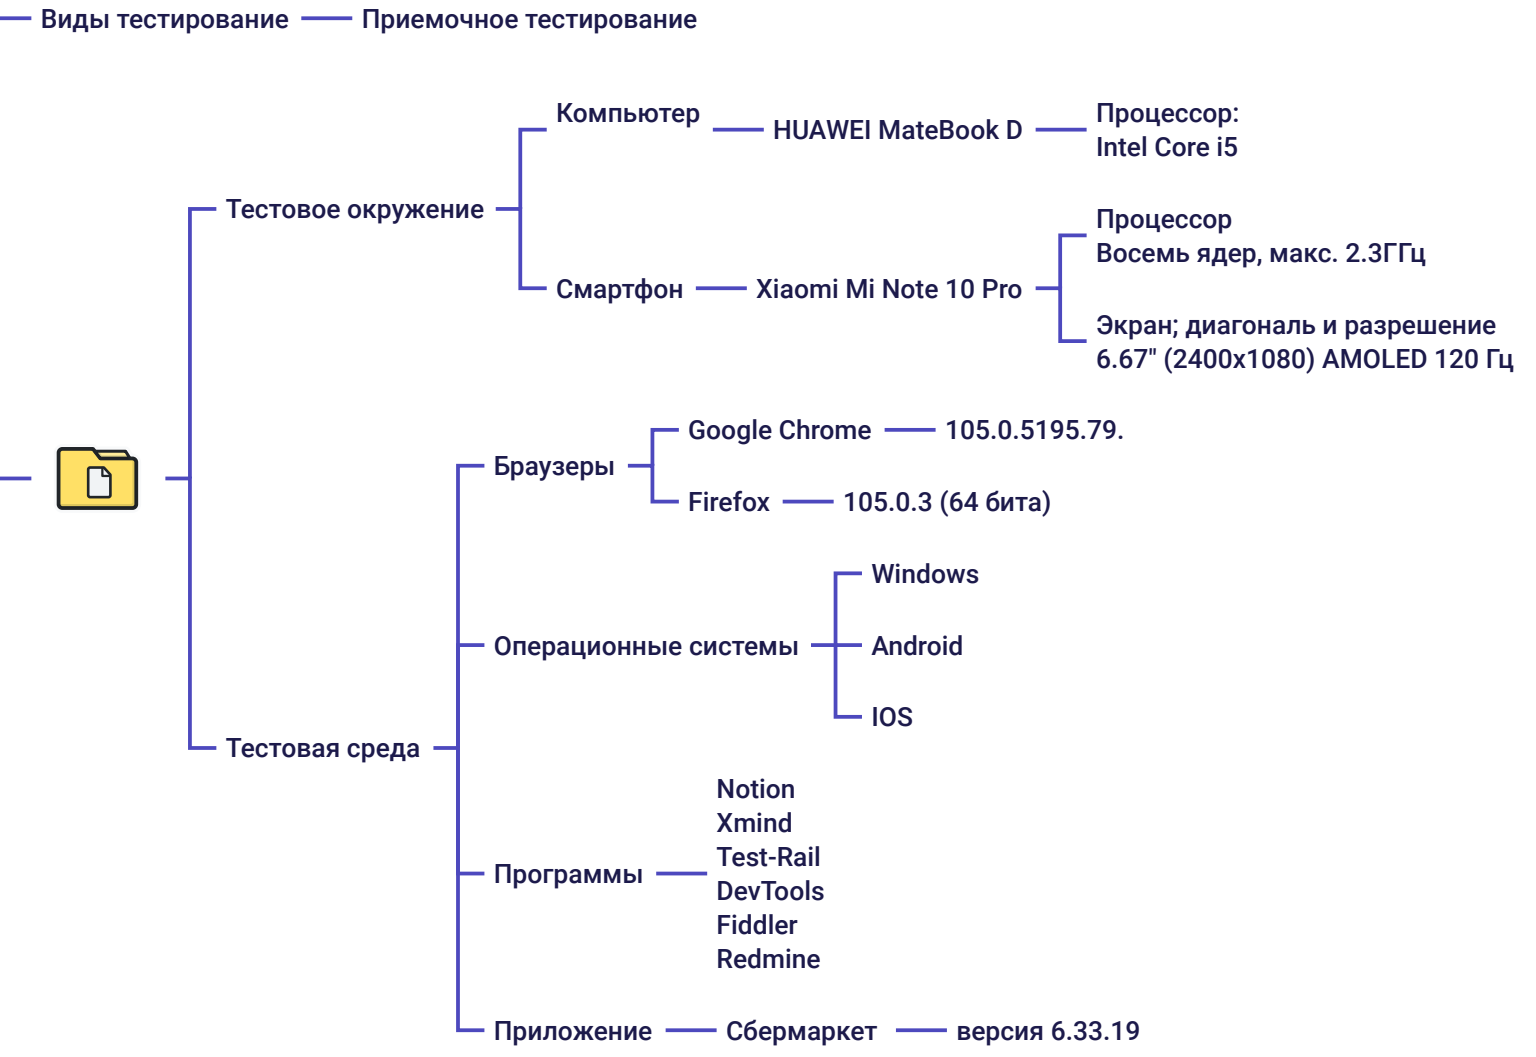 Виды тестирование
Приемочное тестирование
Тестовое окружение
Компьютер
HUAWEI MateBook D
Процессор:
Intel Core i5
Смартфон
Xiaomi Mi Note 10 Pro
Процессор
Восемь ядер, макс. 2.3ГГц
Экран; диагональ и разрешение
6.67" (2400x1080) AMOLED 120 Гц
Тестовая среда
Браузеры
Google Chrome
105.0.5195.79.
Firefox
105.0.3 (64 бита)
Операционные системы
Windows
Android
IOS
Программы
Notion
Xmind
Test-Rail
DevTools
Fiddler
Redmine
Приложение
Сбермаркет
версия 6.33.19